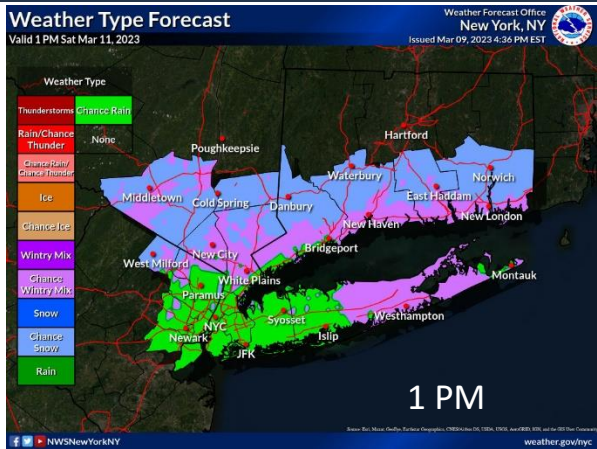 Weather Type Forecast
Valid 1 PM Sat Mar 11, 2023
Weather Forecast Office
New York, NY
Issued Mar 09, 2023 4:36 PM EST
Weather Type
Thunderstorms
Chance Rain
Rain/Chance
Thunder
None
Chance Rain/
Chance Thunder
Ice
Chance Ice
Wintry Mix
Chance
Wintry Mix
Snow
Chance
Snow
Rain
Poughkeepsie
Hartford
Waterbury
Norwich
Middletown
Cold Spring
Danbury
East Haddam
New London
New Haven
New City
Bridgeport
West Milford
White Plains
Montauk
Paramus
NYC
Syosset
Westhampton
Newark
Islip
JFK
1 PM
NWSNewYorkNY
weather.gov/nyc